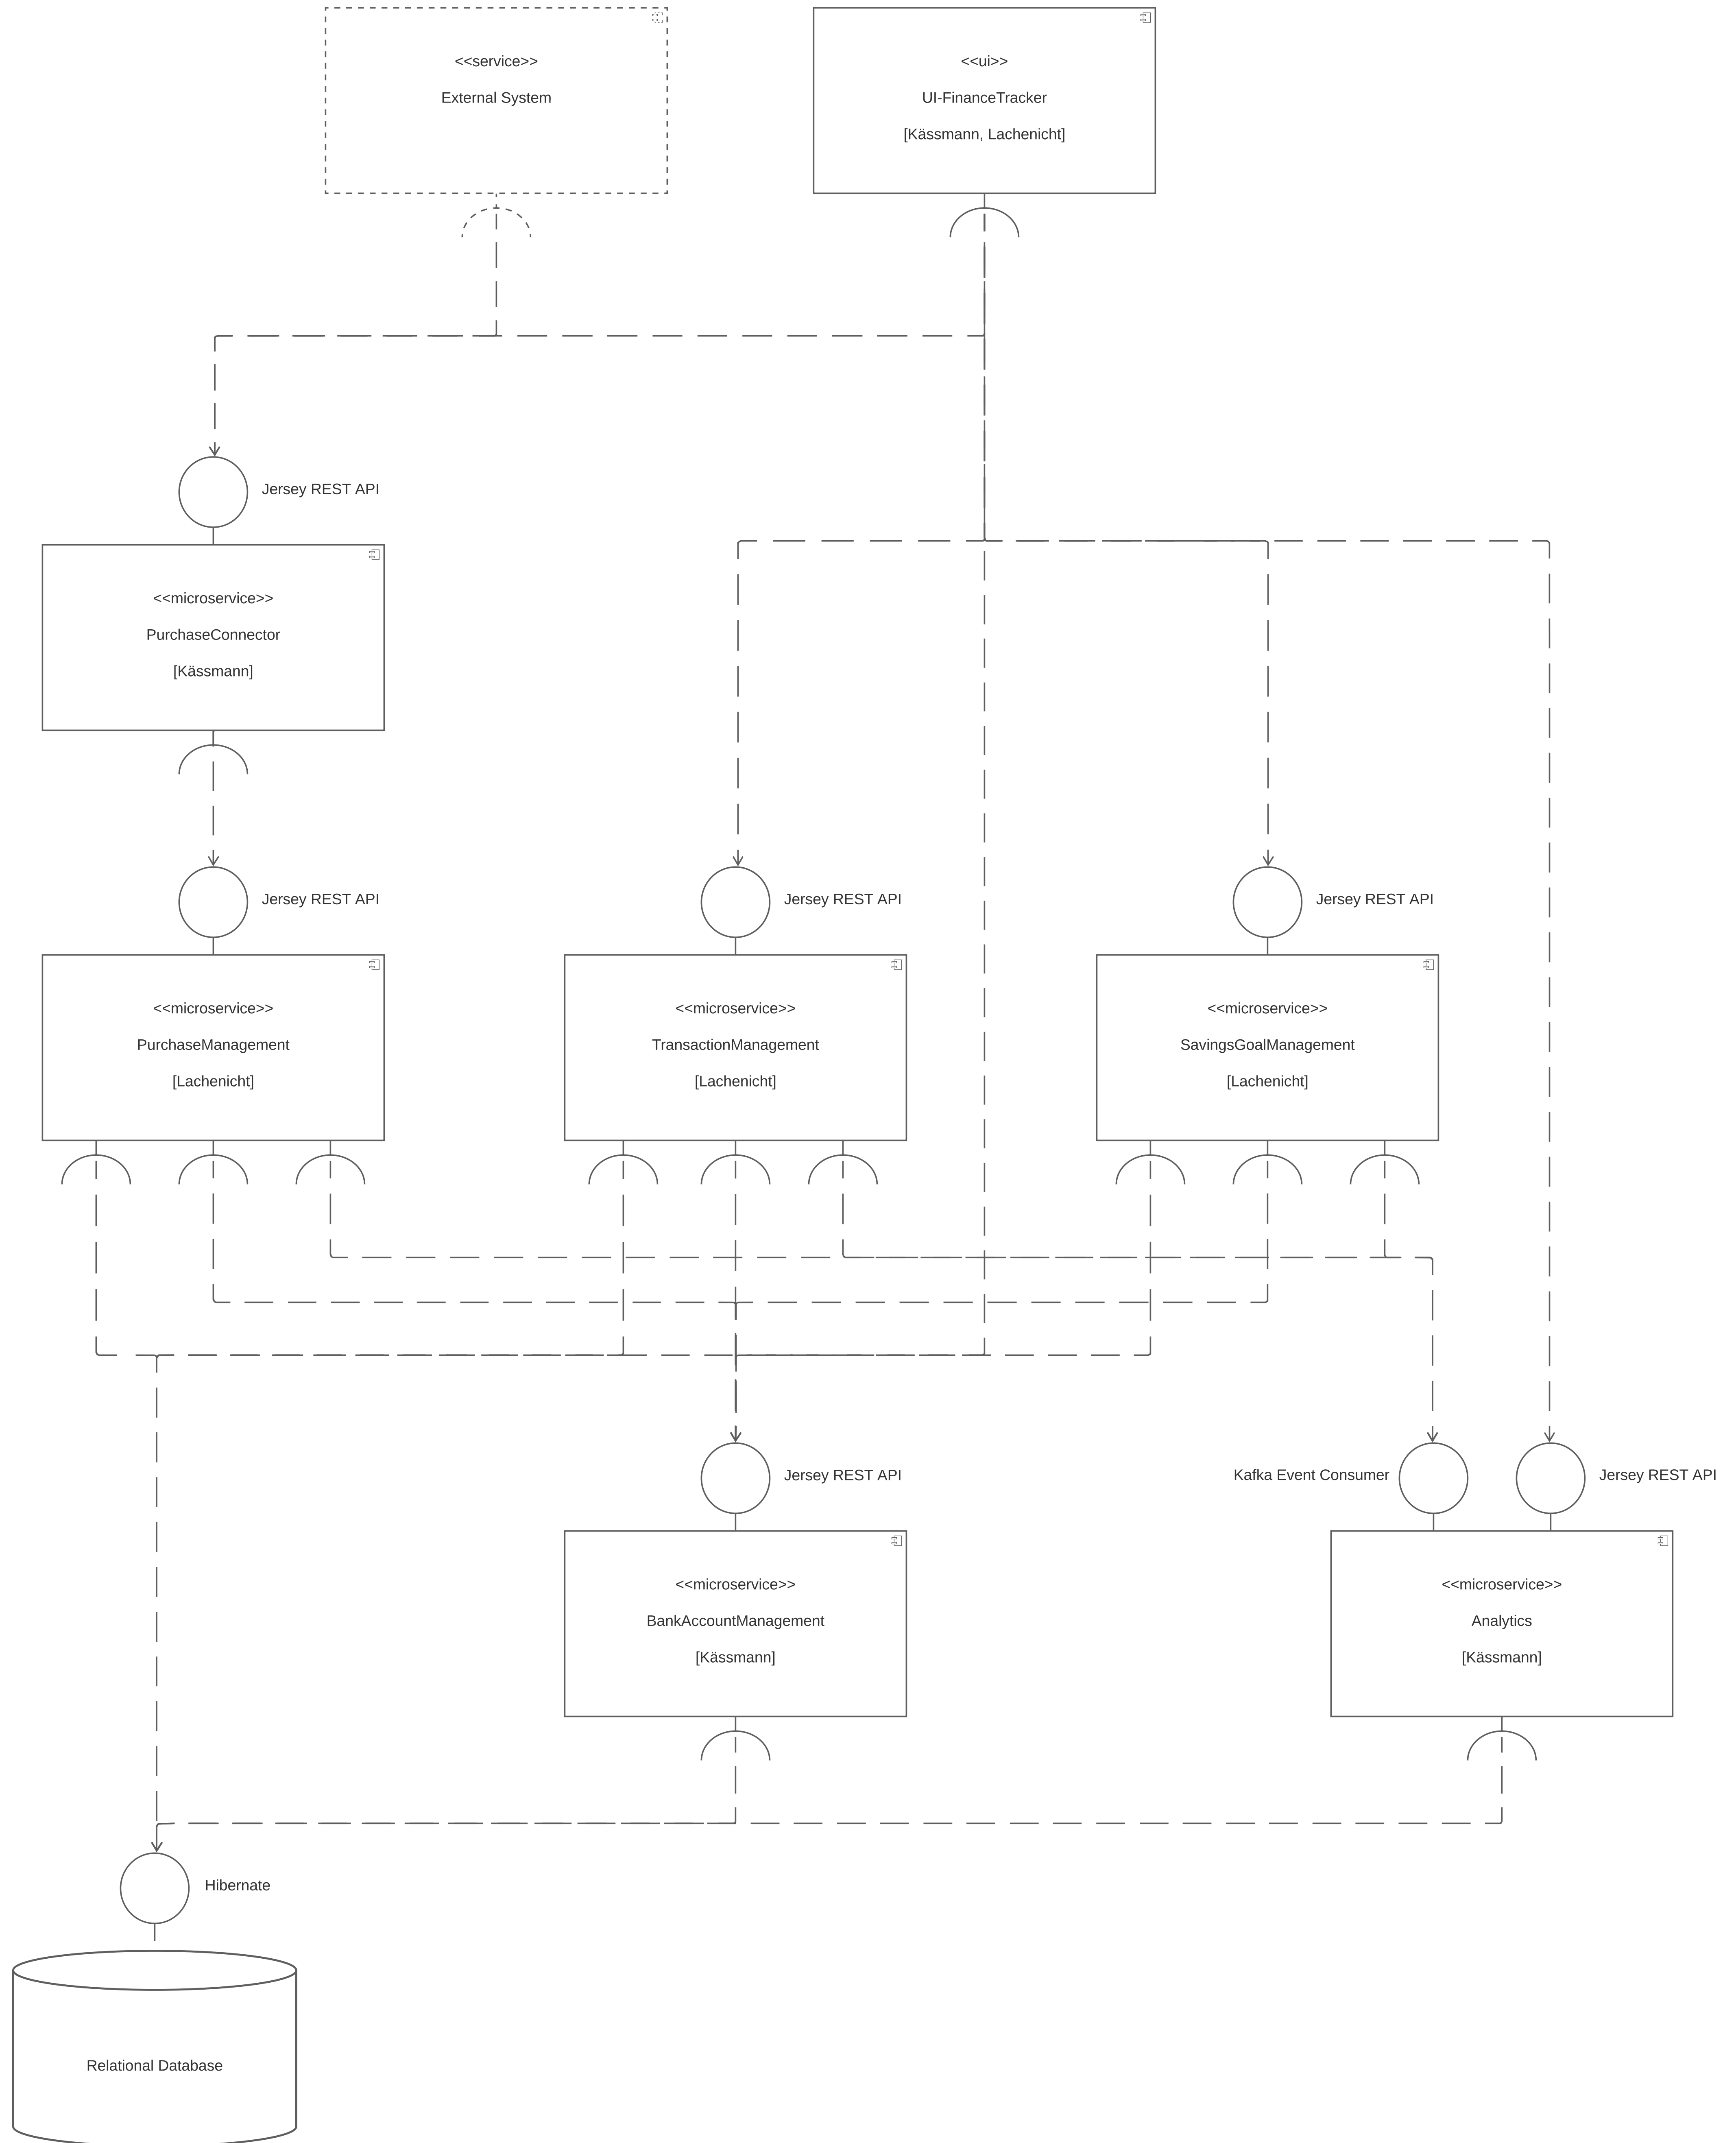 <<service>>
External System
<<ui>>
UI-FinanceTracker
[Kässmann, Lachenicht]
Jersey REST API
<<microservice>>
PurchaseConnector
[Kässmann]
Jersey REST API
Jersey REST API
Jersey REST API
<<microservice>>
PurchaseManagement
[Lachenicht]
<<microservice>>
TransactionManagement
[Lachenicht]
<<microservice>>
SavingsGoalManagement
[Lachenicht]
Jersey REST API
Kafka Event Consumer
Jersey REST API
<<microservice>>
BankAccountManagement
[Kässmann]
<<microservice>>
Analytics
[Kässmann]
Hibernate
Relational Database